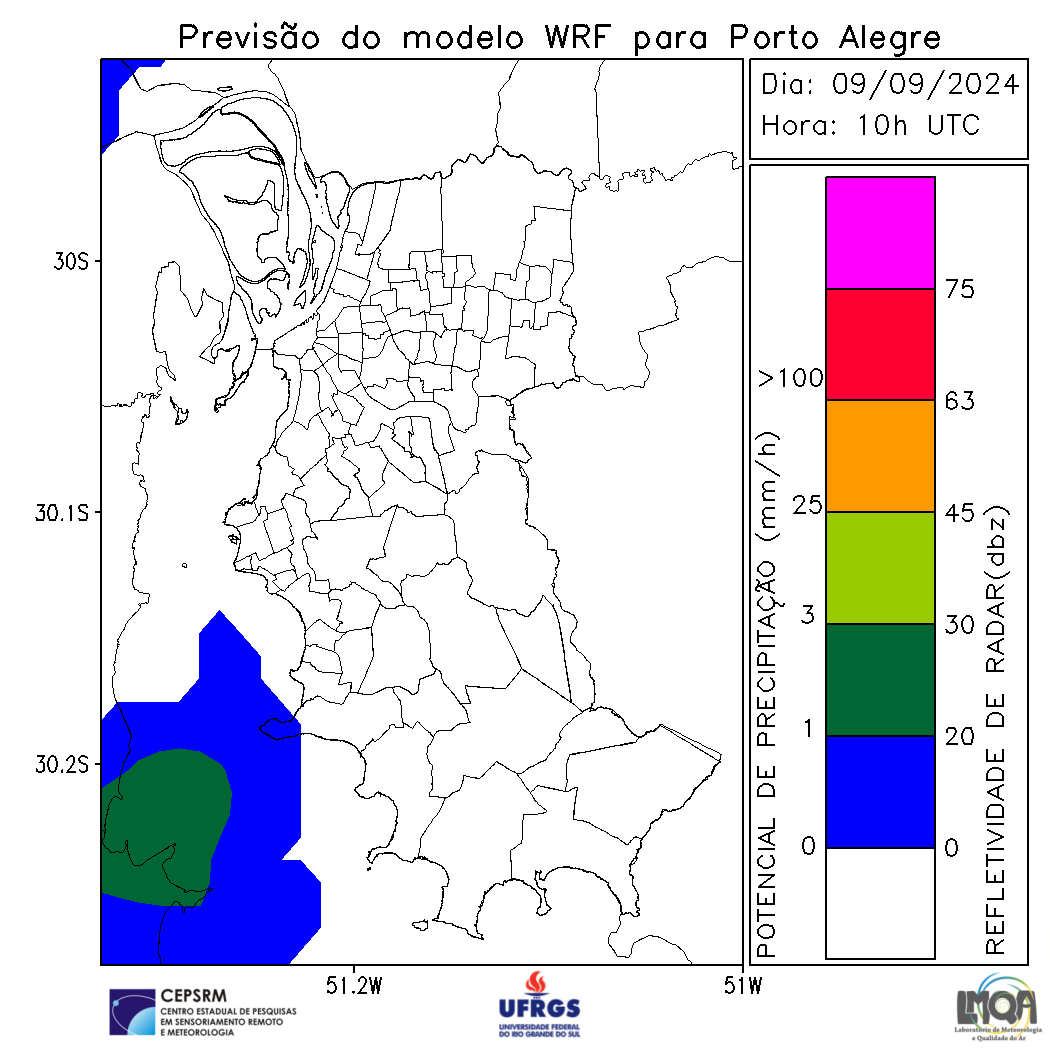 Previsão do modelo WRF para Porto Alegre
Dia: 09/09/2024
Hora: 10h UTC
30S
30.1S
30.2S
51.2W
51W
POTENCIAL DE PRECIPITAÇÃO (mm/h)
>100
25
3
1
0
75
63
45
30
20
0
REFLETIVIDADE DE RADAR(dbz)
CEPSRM
CENTRO ESTADUAL DE PESQUISAS
EM SENSORIAMENTO REMOTO
E METEOROLOGIA
UFRGS
UNIVERSIDADE FEDERAL
DO RIO GRANDE DO SUL
LMQA
Laboratório de Meteorologia
e Qualidade do Ar